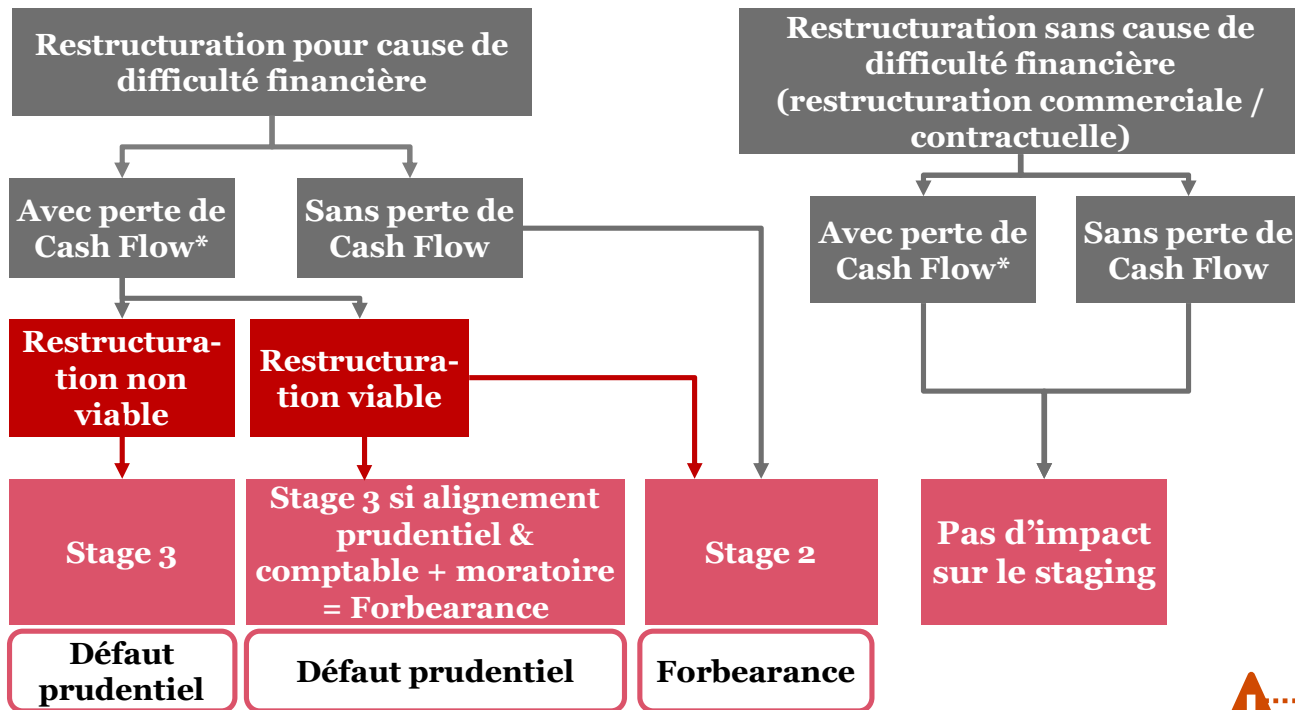 Restructuration pour cause de
difficulté financière
Restructuration sans cause de
difficulté financière
(restructuration commerciale /
contractuelle)
Avec perte de
Cash Flow*
Sans perte de
Cash Flow
Avec perte de
Cash Flow*
Sans perte de
Cash Flow
Restructura-
tion non
viable
Restructura-
tion viable
Stage 3
Stage 3 si alignement
prudentiel &
comptable + moratoire
= Forbearance
Stage 2
Pas d’impact
sur le staging
Défaut
prudentiel
Défaut prudentiel
Forbearance